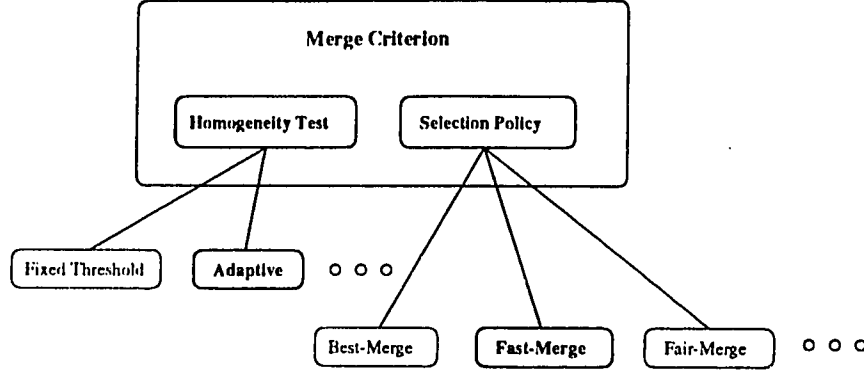 Merge Criterion
Homogeneity Test
Selection Policy
Fixed Threshold
Adaptive
Best-Merge
Fast-Merge
Fair-Merge